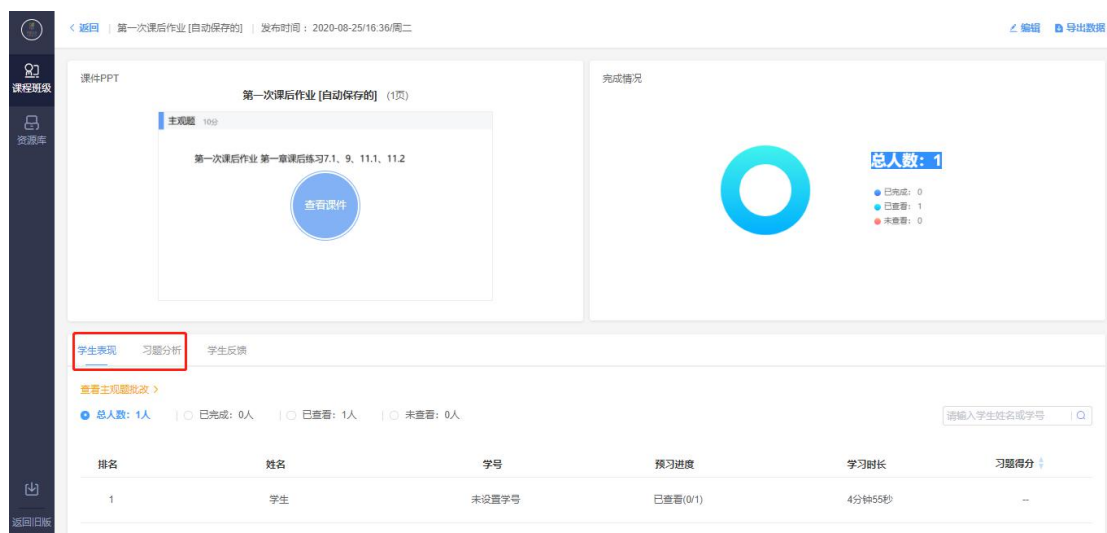 < 返回 | 第一次课后作业 [自动保存的] | 发布时间： 2020-08-25/16:36/周二
编辑 导出数据
课程班级
资源库
返回旧版
课件PPT
第一次课后作业 [自动保存的] (1页)
主观题 10分
第一次课后作业 第一章课后练习7.1、9、11.1、11.2
查看课件
完成情况
总人数：1
已完成： 0
已查看： 1
未查看： 0
学生表现 习题分析 学生反馈
查看主观题批改 >
总人数：1人 | 已完成：0人 | 已查看：1人 | 未查看：0人
请输入学生姓名或学号
排名 姓名 学号 预习进度 学习时长 习题得分
1 学生 未设置学号 已查看(0/1) 4分钟55秒 --